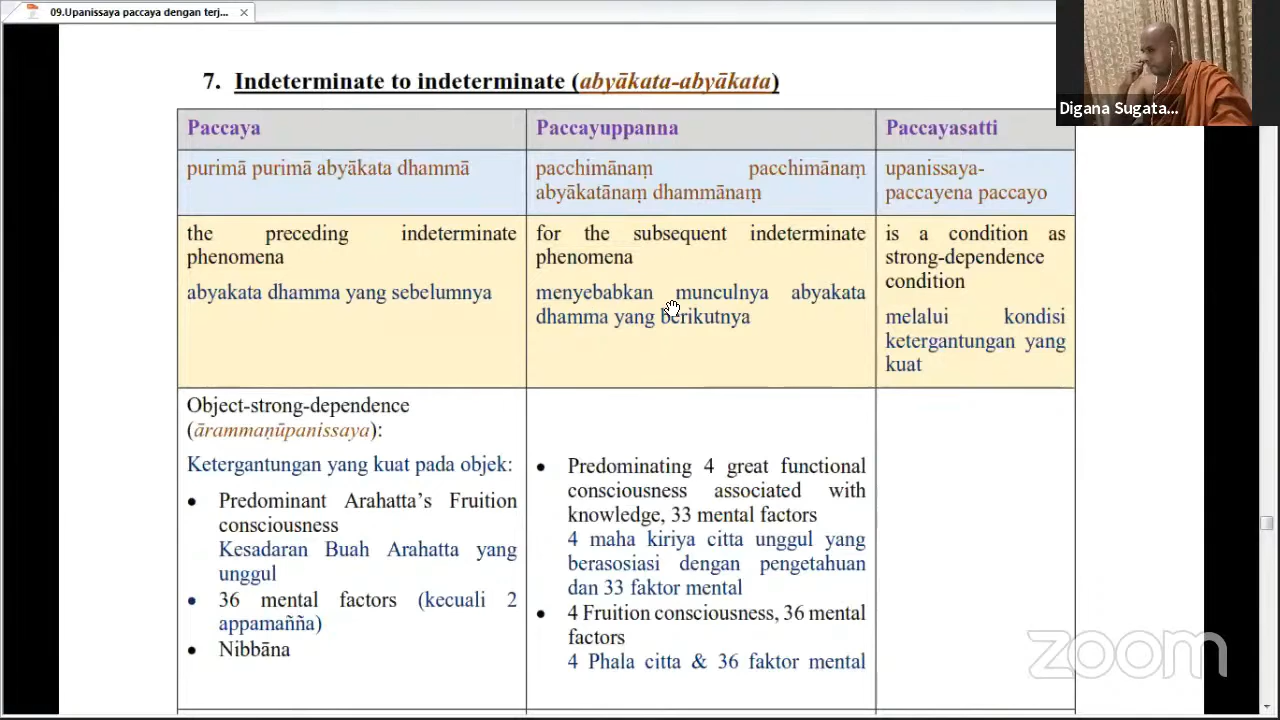 09.Upanissaya paccaya dengan terj...
Digana Sugata...
7. Indeterminate to indeterminate (abyākata-abyākata)
Paccaya
Paccayuppanna
Paccayasatti
purimā purimā abyākata dhammā
pacchimānaṃ pacchimānaṃ
abyākatānaṃ dhammānaṃ
upanissaya-
paccayena paccayo
the preceding indeterminate
phenomena
abyakata dhamma yang sebelumnya
for the subsequent indeterminate
phenomena
menyebabkan munculnya abyakata
dhamma yang berikutnya
is a condition as
strong-dependence
condition
melalui kondisi
ketergantungan yang
kuat
Object-strong-dependence
(ārammaṇūpanissaya):
Ketergantungan yang kuat pada objek:
• Predominant Arahatta's Fruition
consciousness
Kesadaran Buah Arahatta yang
unggul
• 36 mental factors (kecuali 2
appamañña)
• Nibbāna
• Predominating 4 great functional
consciousness associated with
knowledge, 33 mental factors
4 maha kiriya citta unggul yang
berasosiasi dengan pengetahuan
dan 33 faktor mental
• 4 Fruition consciousness, 36 mental
factors
4 Phala citta & 36 faktor mental
zoom